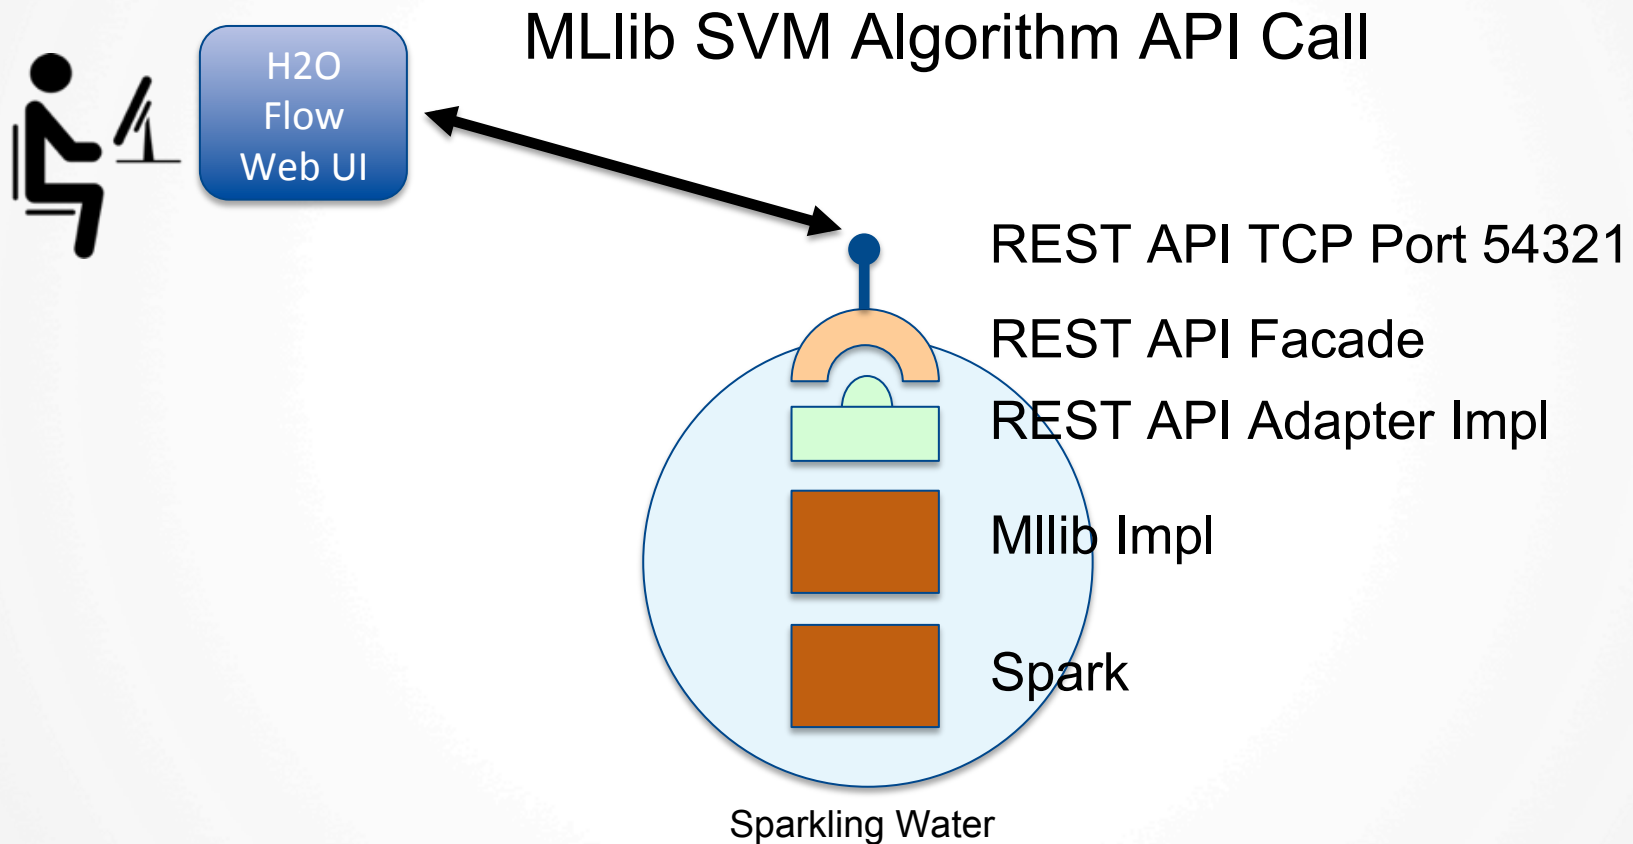 MLlib SVM Algorithm API Call
H2O
Flow
Web UI
REST API TCP Port 54321
REST API Facade
REST API Adapter Impl
Mllib Impl
Spark
Sparkling Water